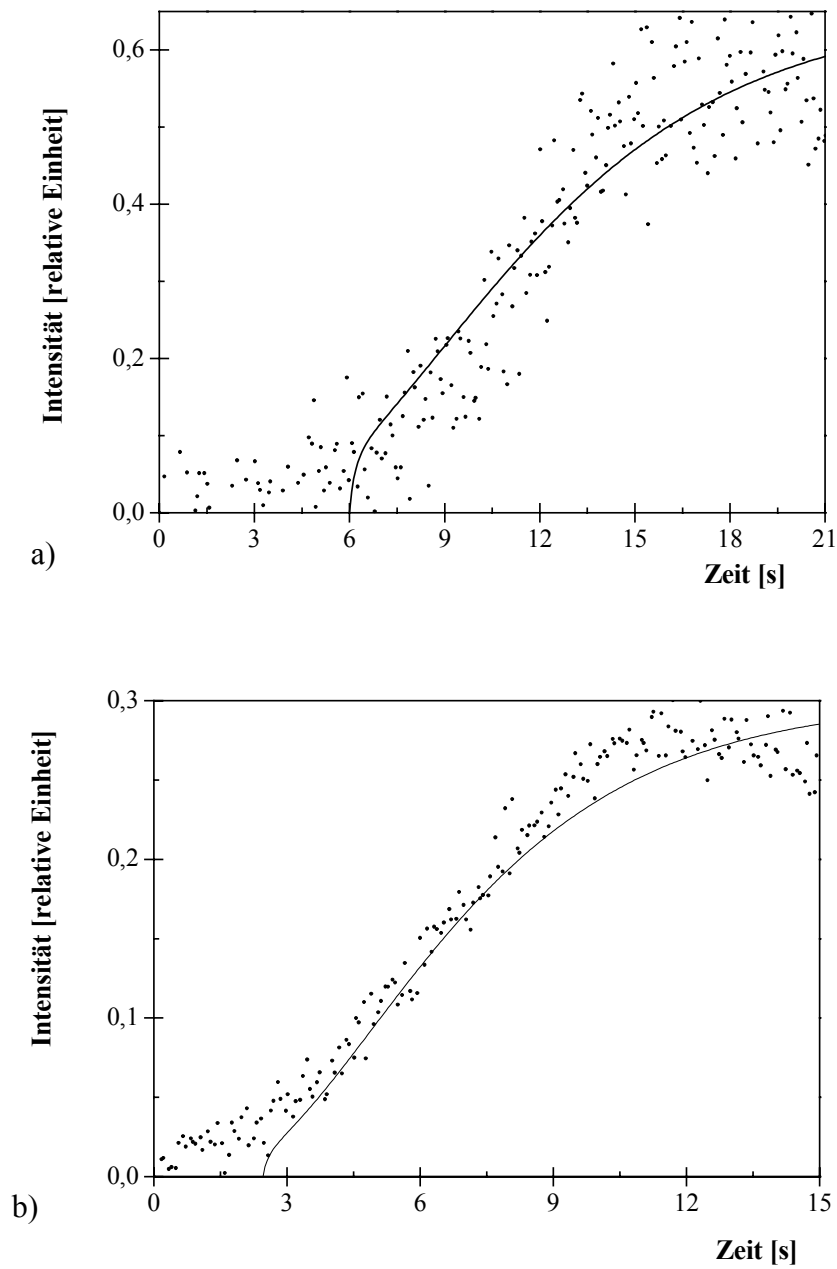 0,6
0,4
0,2
0,0
Intensität [relative Einheit]
0 3 6 9 12 15 18 21
a)
Zeit [s]
0,3
0,2
0,1
0,0
Intensität [relative Einheit]
0 3 6 9 12 15
b)
Zeit [s]